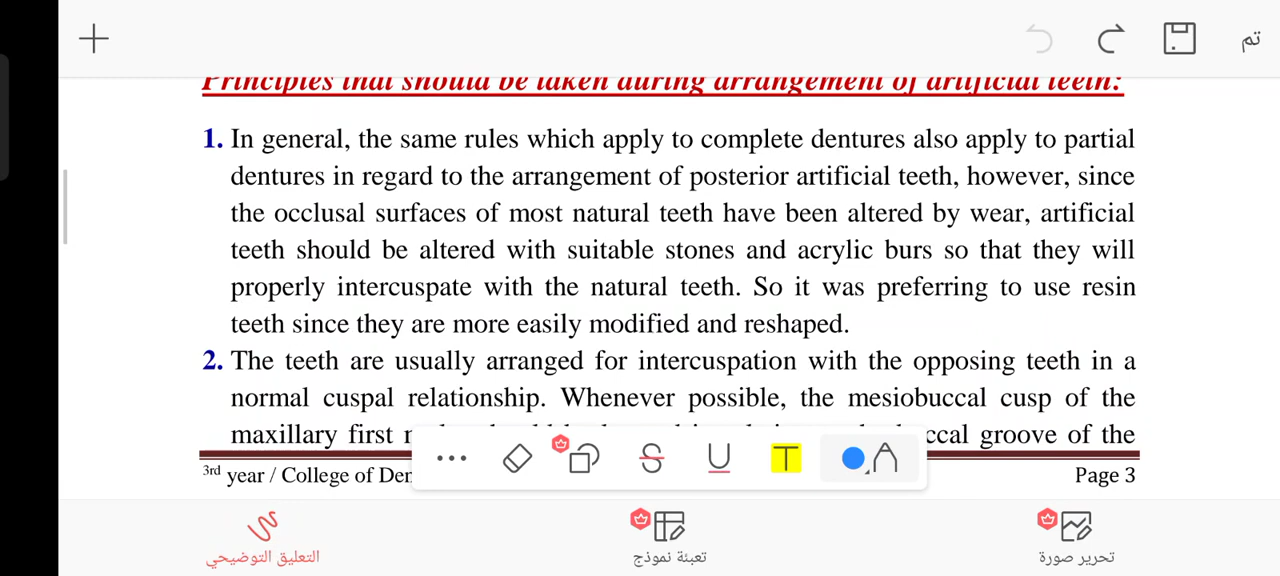 تم
Principles that should be taken during arrangement of artificial teeth:
1. In general, the same rules which apply to complete dentures also apply to partial
dentures in regard to the arrangement of posterior artificial teeth, however, since
the occlusal surfaces of most natural teeth have been altered by wear, artificial
teeth should be altered with suitable stones and acrylic burs so that they will
properly intercuspate with the natural teeth. So it was preferring to use resin
teeth since they are more easily modified and reshaped.
2. The teeth are usually arranged for intercuspation with the opposing teeth in a
normal cuspal relationship. Whenever possible, the mesiobuccal cusp of the
maxillary first groove of the
3rd year / College of Page 3
التعليق التوضيحي
تعبئة نموذج
تحرير صورة